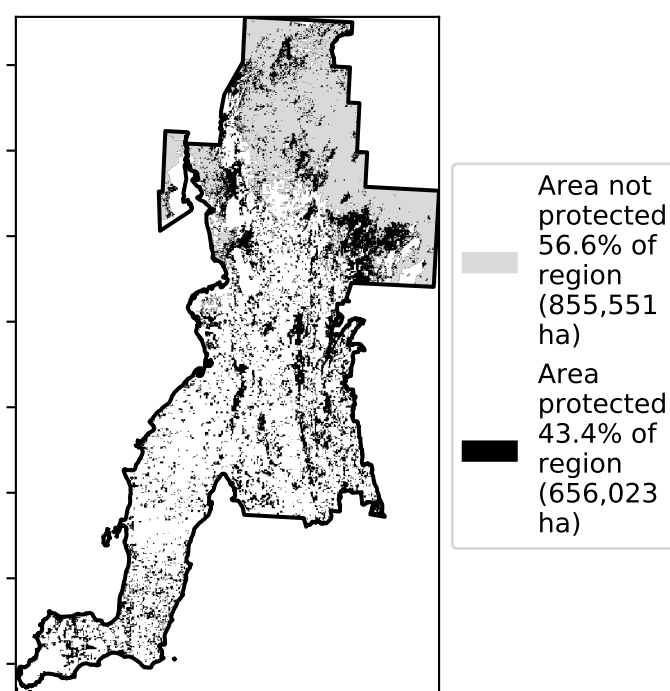 Area not
protected
56.6% of
region
(855,551
ha)
Area
protected
43.4% of
region
(656,023
ha)